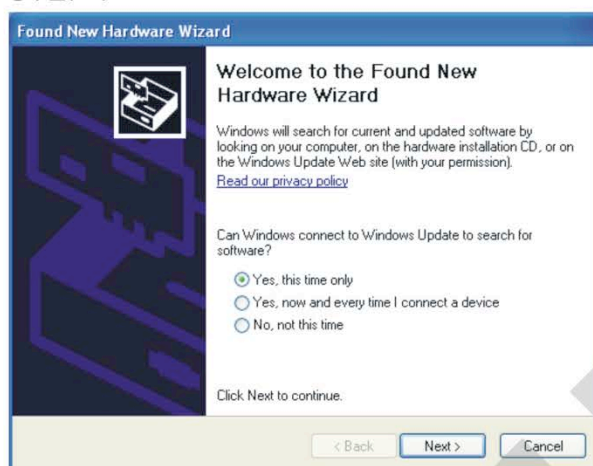 Found New Hardware Wizard
Welcome to the Found New
Hardware Wizard
Windows will search for current and updated software by
looking on your computer, on the hardware installation CD, or on
the Windows Update Web site (with your permission).
Read our privacy policy
Can Windows connect to Windows Update to search for
software?
Yes, this time only
Yes, now and every time I connect a device
No, not this time
Click Next to continue.
< Back
Next >
Cancel